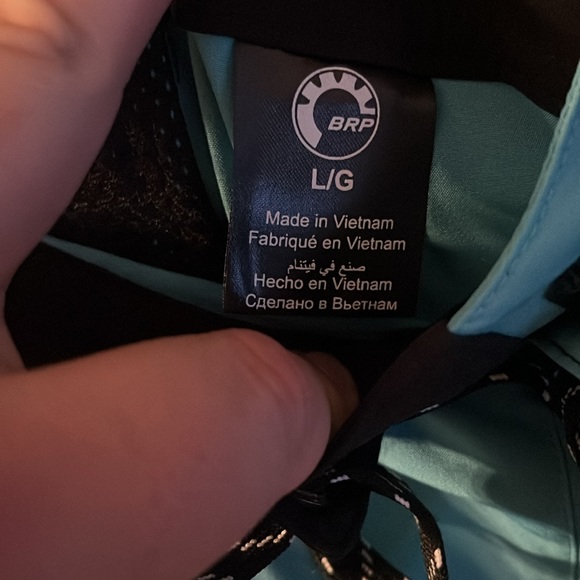 BRP
L/G
Made in Vietnam
Fabriqué en Vietnam
صنع في فيتنام
Hecho en Vietnam
Сделано в Вьетнам